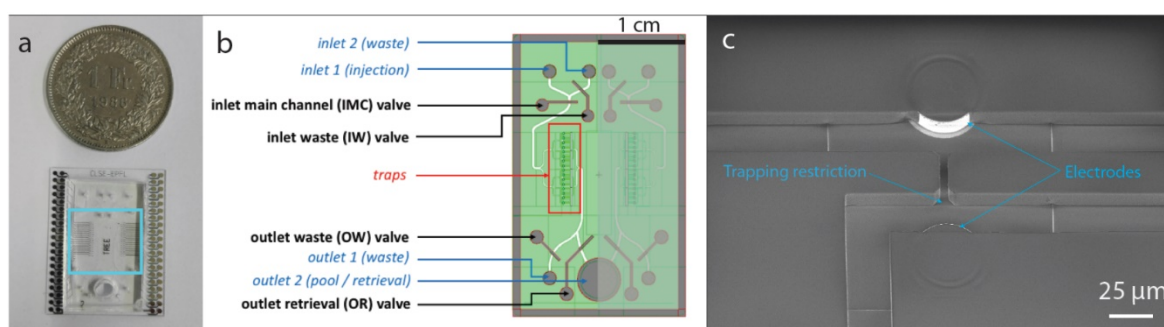 a
1 Fr.
1986
TREE
b
1 cm
inlet 2 (waste)
inlet 1 (injection)
inlet main channel (IMC) valve
inlet waste (IW) valve
traps
outlet waste (OW) valve
outlet 1 (waste)
outlet 2 (pool / retrieval)
outlet retrieval (OR) valve
c
Trapping restriction
Electrodes
25 μm